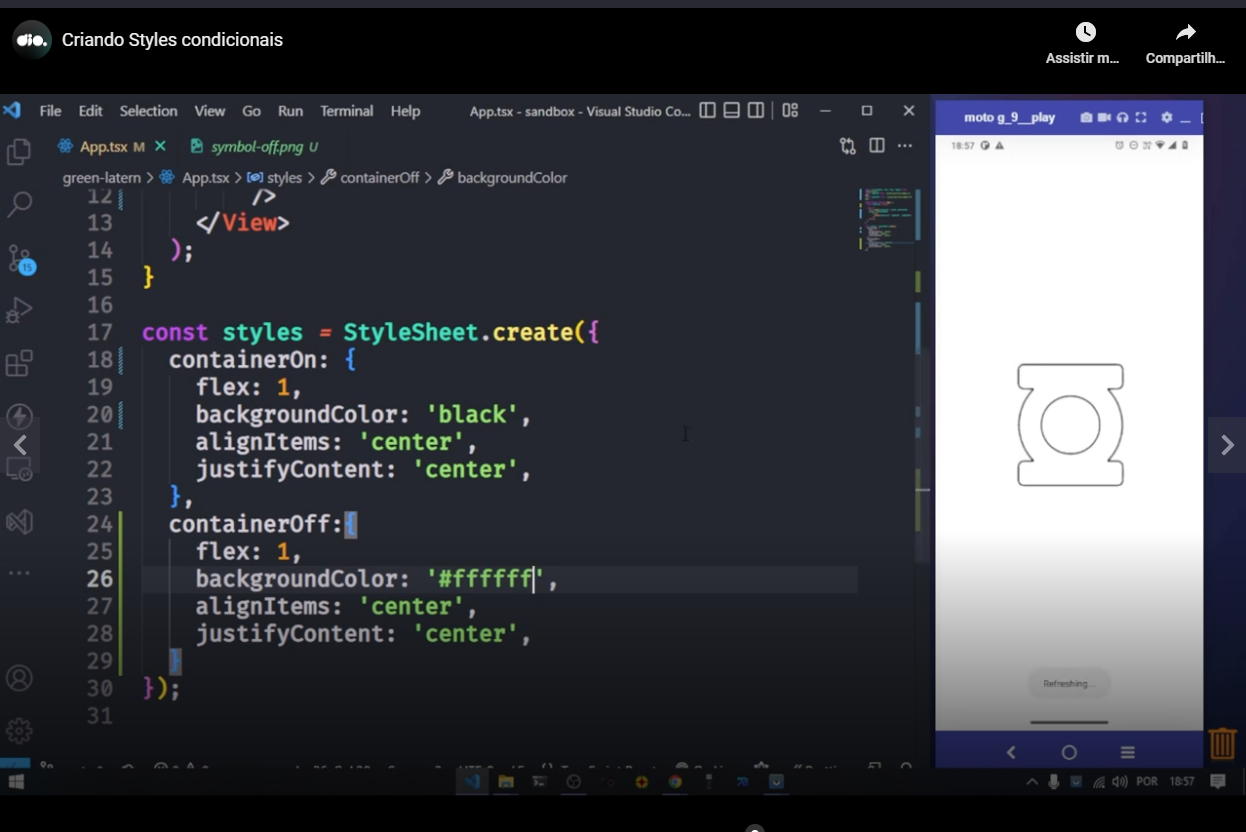 dio.
Criando Styles condicionais
Assistir m...
Compartilh...
File Edit Selection View Go Run Terminal Help
App.tsx - sandbox - Visual Studio Co...
App.tsx M
symbol-off.png U
green-latern > App.tsx > styles > containerOff > backgroundColor
12 />
13 </View>
14 );
15 }
16
17 const styles = StyleSheet.create({
18 containerOn: {
19 flex: 1,
20 backgroundColor: 'black',
21 alignItems: 'center',
22 justifyContent: 'center',
23 },
24 containerOff:{
25 flex: 1,
26 backgroundColor: '#ffffff',
27 alignItems: 'center',
28 justifyContent: 'center',
29 }
30 });
31
15
moto g_9__play
18:57
Refreshing...
POR 18:57